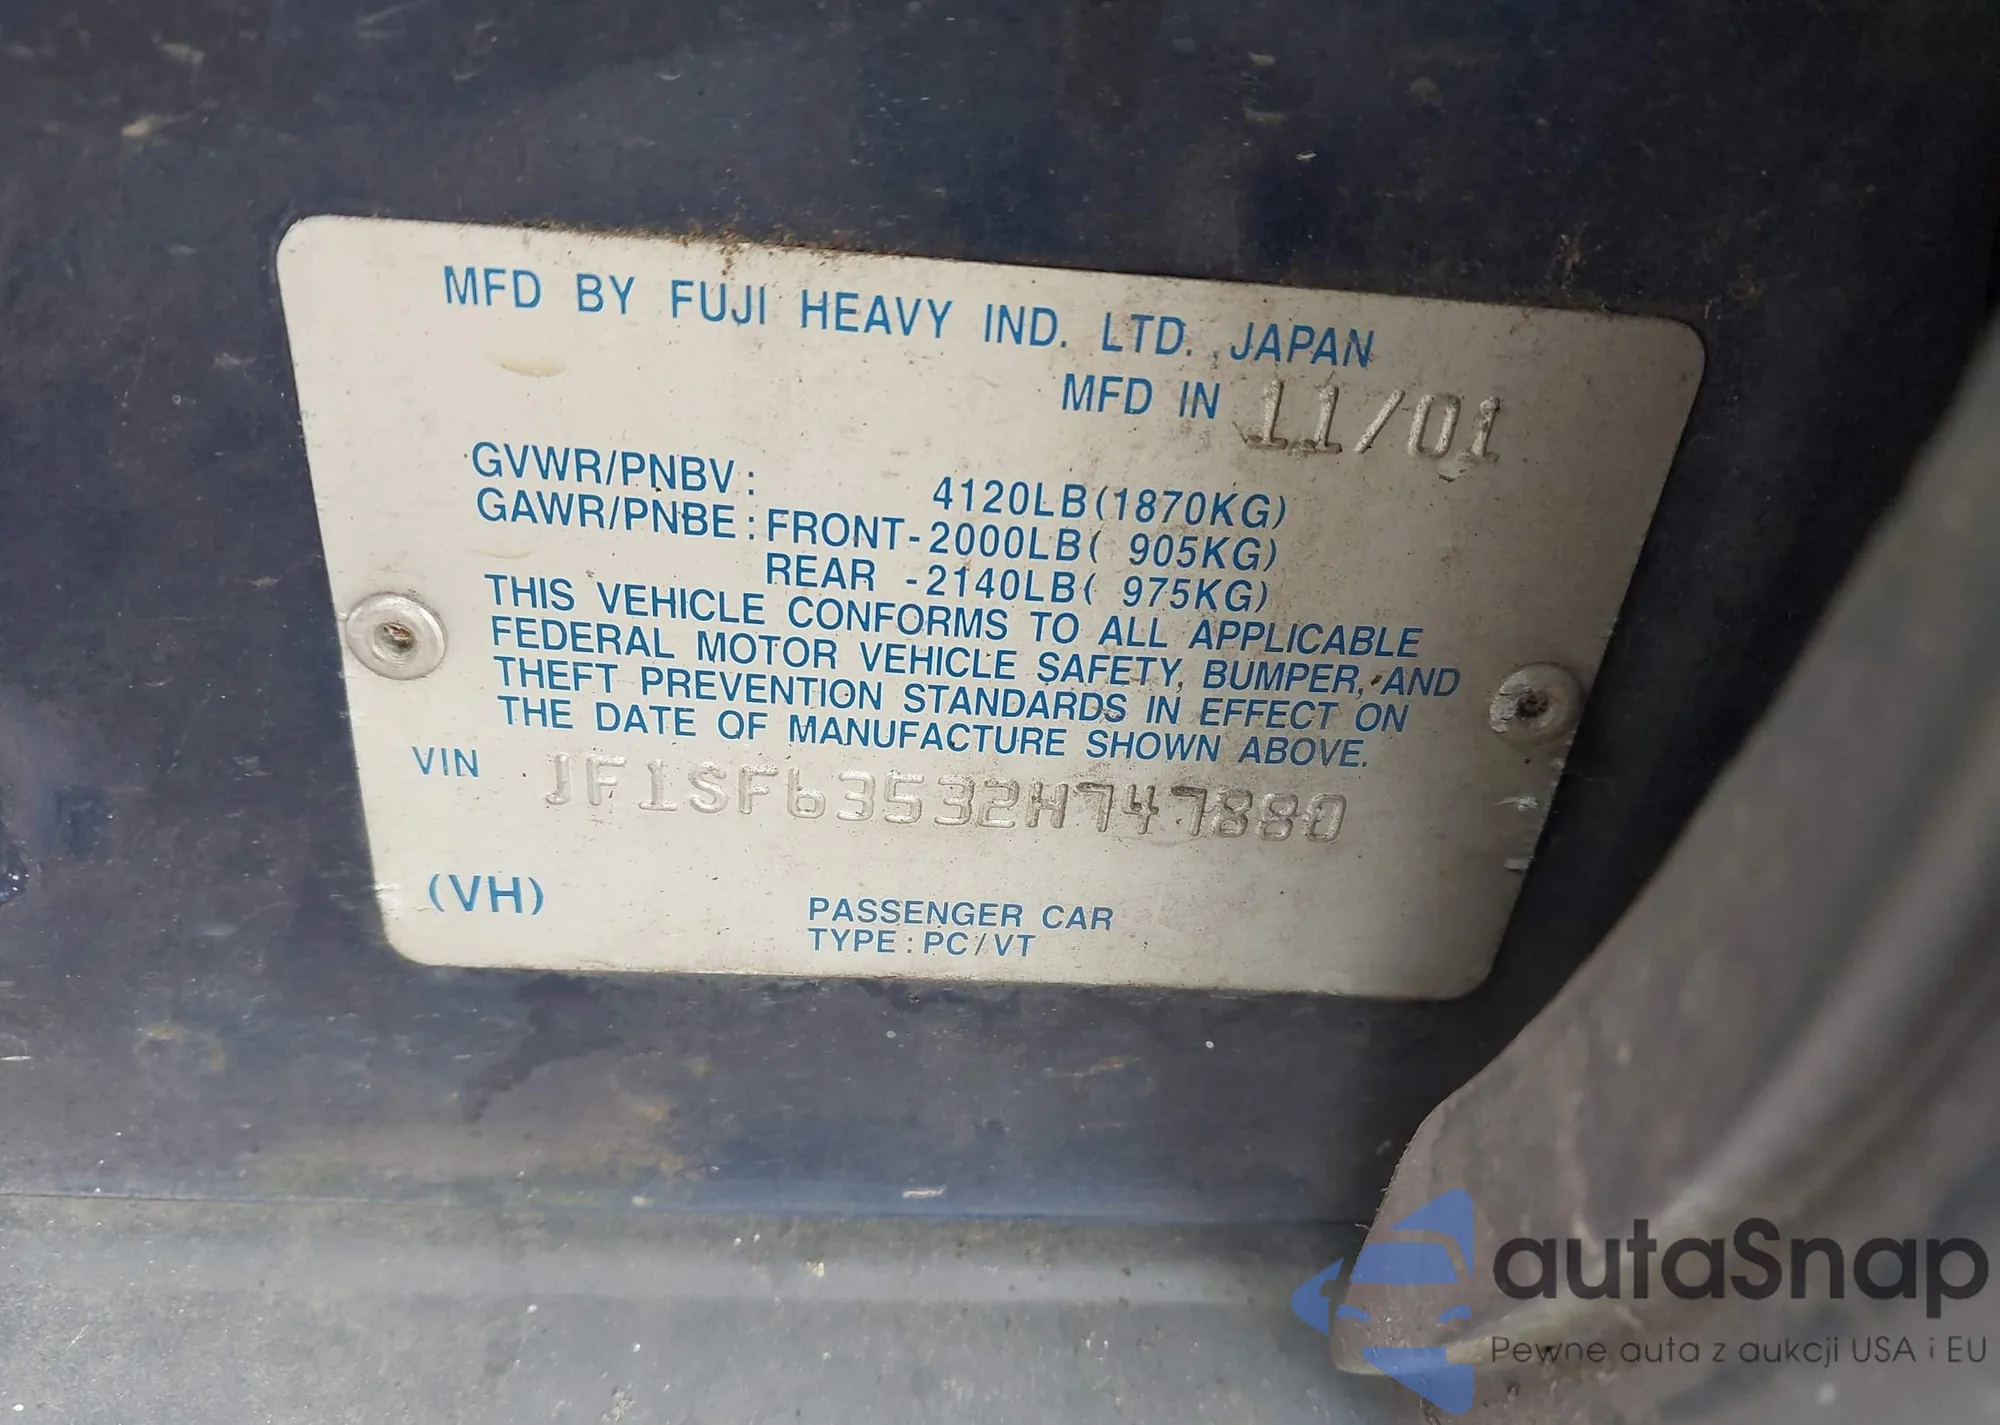 MFD BY FUJI HEAVY IND. LTD. ,JAPAN
MFD IN 11/01
GVWR/PNBV: 4120LB(1870KG)
GAWR/PNBE:FRONT-2000LB( 905KG)
REAR -2140LB( 975KG)
THIS VEHICLE CONFORMS TO ALL APPLICABLE
FEDERAL MOTOR VEHICLE SAFETY, BUMPER, AND
THEFT PREVENTION STANDARDS IN EFFECT ON
THE DATE OF MANUFACTURE SHOWN ABOVE.
VIN JF1SF63532H747880
(VH)
PASSENGER CAR
TYPE:PC/VT
autaSnap
Pewne auta z aukcji USA i EU